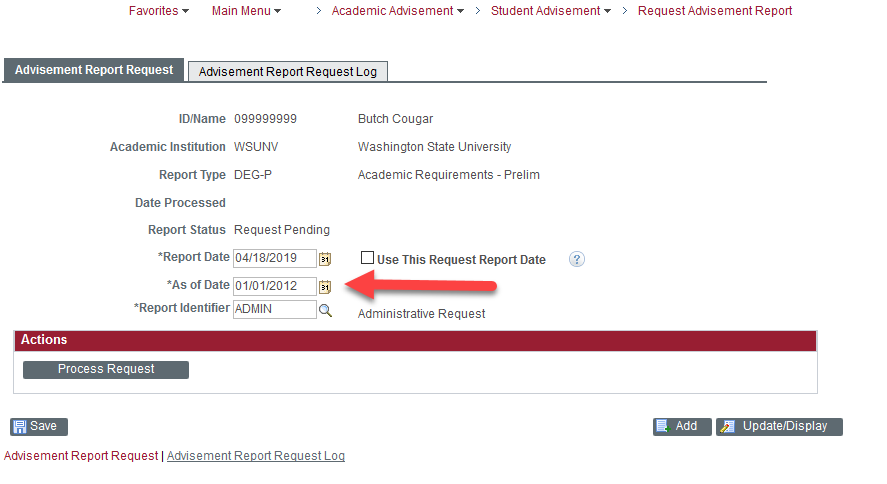 Favorites Main Menu > Academic Advisement > Student Advisement > Request Advisement Report
Advisement Report Request Advisement Report Request Log
ID/Name 099999999 Butch Cougar
Academic Institution WSUNV Washington State University
Report Type DEG-P Academic Requirements - Prelim
Date Processed
Report Status Request Pending
*Report Date 04/18/2019 31 Use This Request Report Date ?
*As of Date 01/01/2012 31
*Report Identifier ADMIN Administrative Request
Actions
Process Request
Save Add Update/Display
Advisement Report Request | Advisement Report Request Log